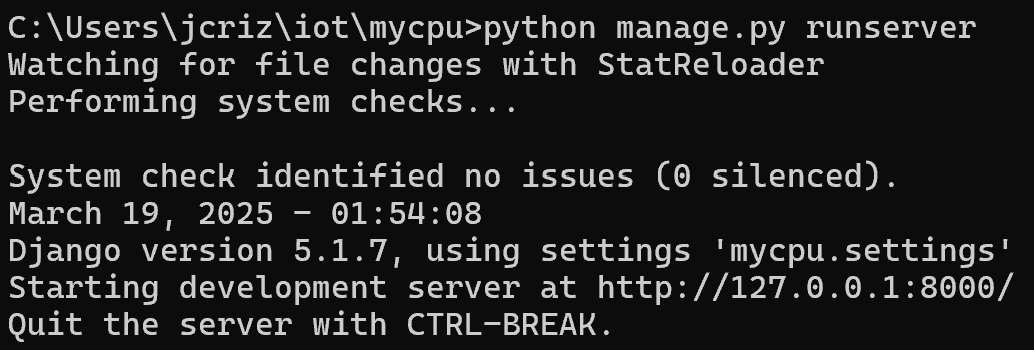 C:\Users\jcriz\iot\mycpu>python manage.py runserver
Watching for file changes with StatReloader
Performing system checks...

System check identified no issues (0 silenced).
March 19, 2025 - 01:54:08
Django version 5.1.7, using settings 'mycpu.settings'
Starting development server at http://127.0.0.1:8000/
Quit the server with CTRL-BREAK.